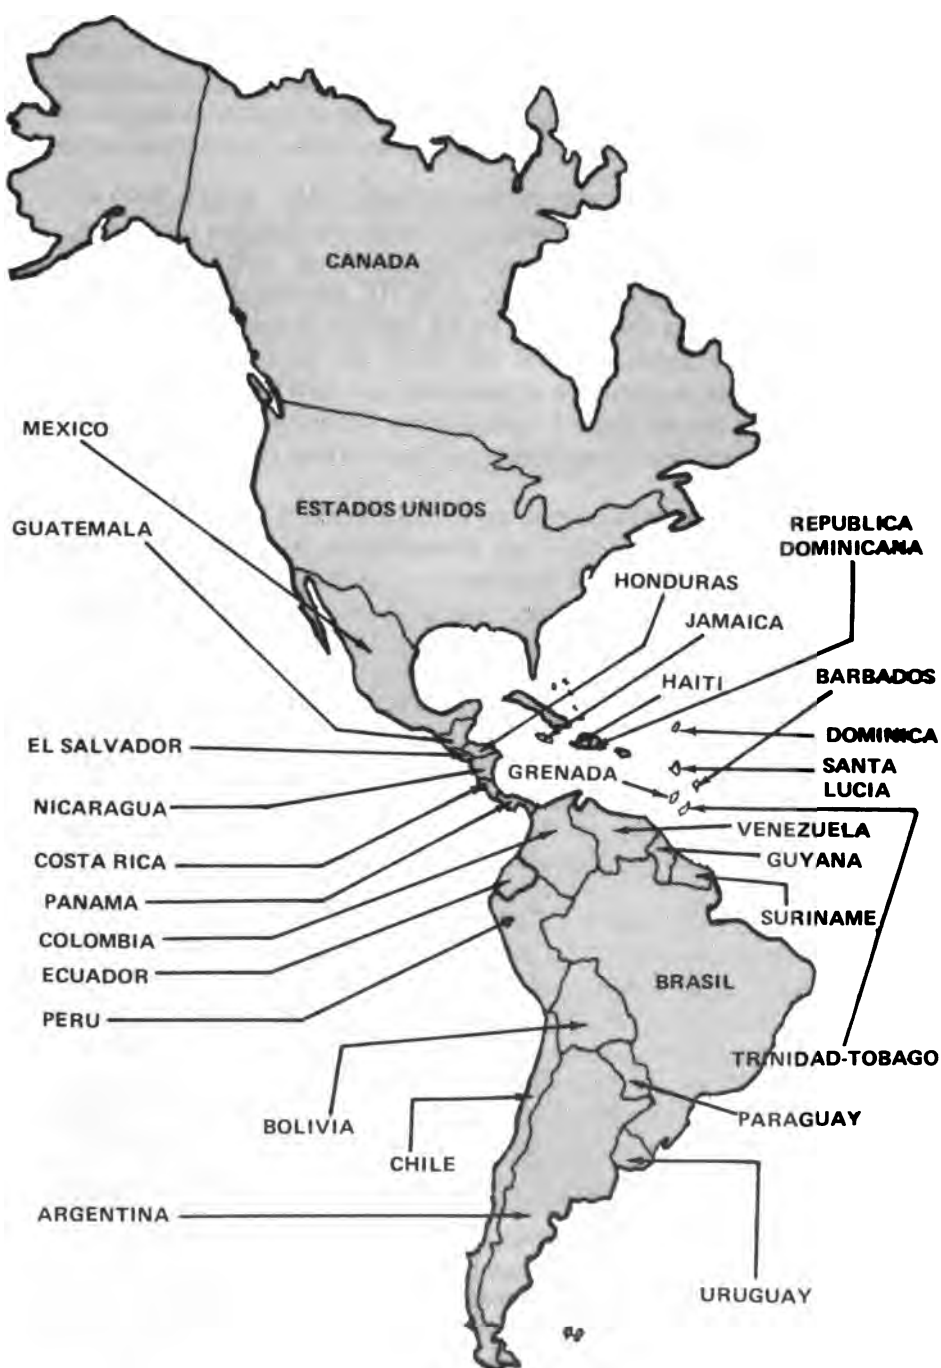 CANADA
MEXICO
ESTADOS UNIDOS
GUATEMALA
REPUBLICA
DOMINICANA
HONDURAS
JAMAICA
HAITI
BARBADOS
DOMINICA
EL SALVADOR
GRENADA
SANTA
LUCIA
NICARAGUA
VENEZUELA
COSTA RICA
GUYANA
PANAMA
SURINAME
COLOMBIA
ECUADOR
BRASIL
PERU
TRINIDAD-TOBAGO
BOLIVIA
PARAGUAY
CHILE
ARGENTINA
URUGUAY